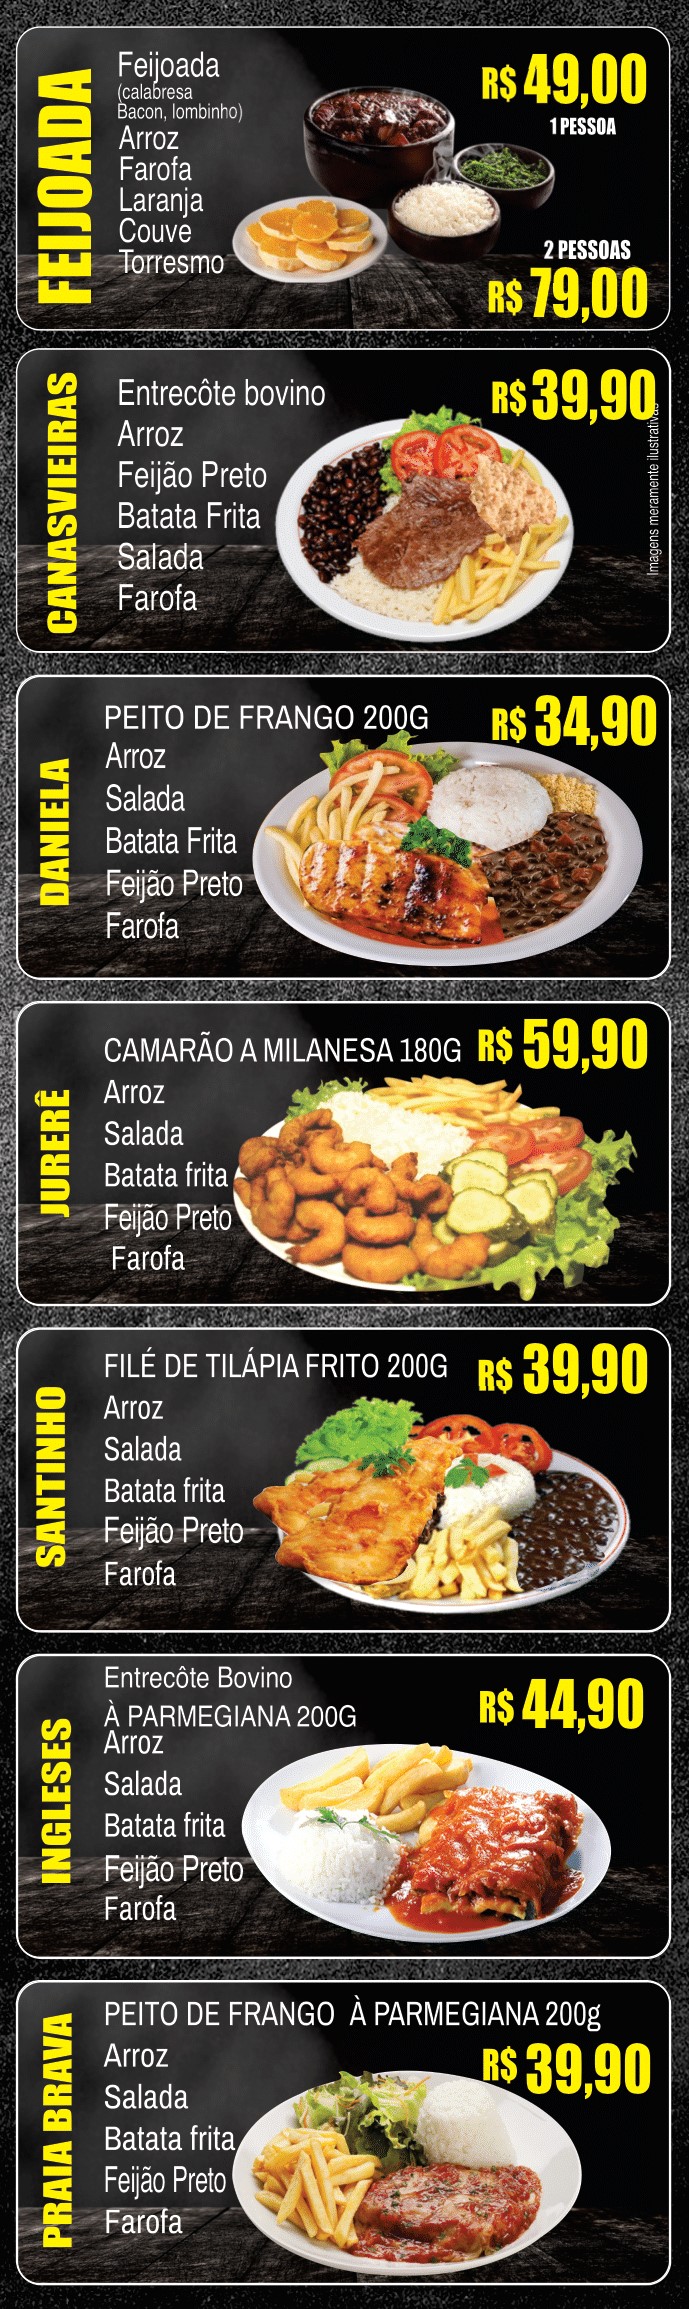 FEIJOADA
Feijoada
(calabresa
Bacon, lombinho)
Arroz
Farofa
Laranja
Couve
Torresmo
R$ 49,00
1 PESSOA
2 PESSOAS
R$ 79,00
CANASVIEIRAS
Entrecôte bovino
Arroz
Feijão Preto
Batata Frita
Salada
Farofa
R$ 39,90
Imagens meramente ilustrativas
DANIELA
PEITO DE FRANGO 200G
Arroz
Salada
Batata Frita
Feijão Preto
Farofa
R$ 34,90
JURERÊ
CAMARÃO A MILANESA 180G
Arroz
Salada
Batata frita
Feijão Preto
Farofa
R$ 59,90
SANTINHO
FILÉ DE TILÁPIA FRITO 200G
Arroz
Salada
Batata frita
Feijão Preto
Farofa
R$ 39,90
INGLESES
Entrecôte Bovino
À PARMEGIANA 200G
Arroz
Salada
Batata frita
Feijão Preto
Farofa
R$ 44,90
PRAIA BRAVA
PEITO DE FRANGO À PARMEGIANA 200g
Arroz
Salada
Batata frita
Feijão Preto
Farofa
R$ 39,90